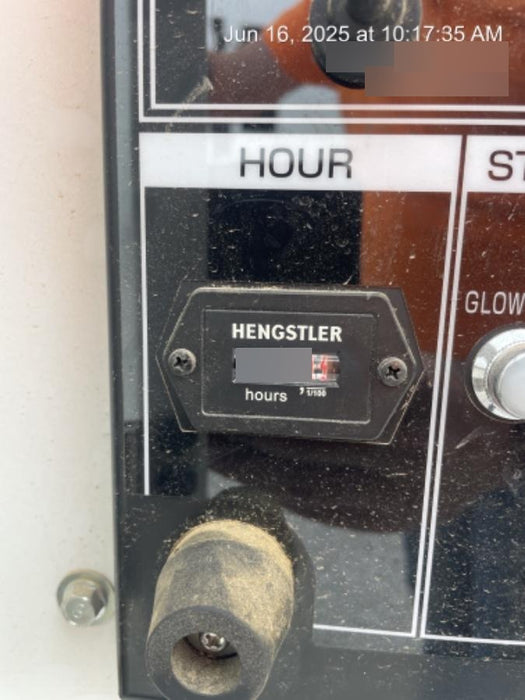 Jun 16, 2025 at 10:17:35 AM
HOUR
ST
GLOW
HENGSTLER
hours , 1/100